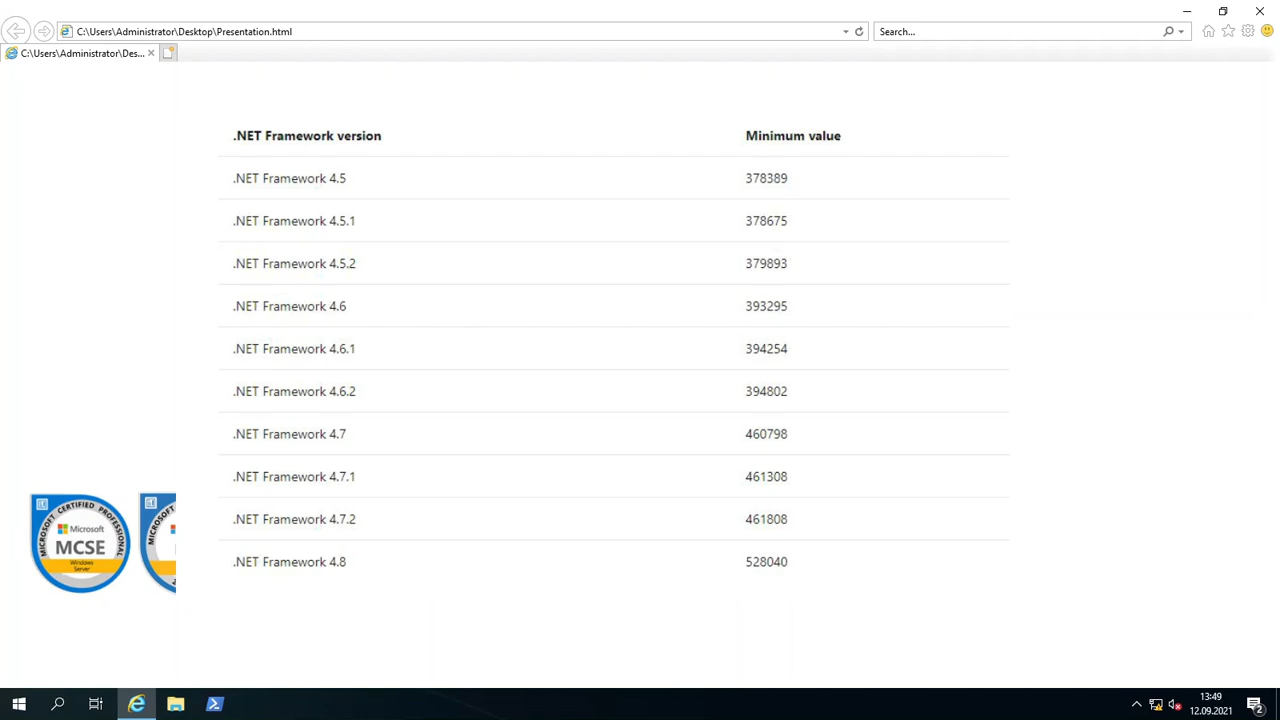 C:\Users\Administrator\Desktop\Presentation.html
Search...
C:\Users\Administrator\Des...
.NET Framework version Minimum value
.NET Framework 4.5 378389
.NET Framework 4.5.1 378675
.NET Framework 4.5.2 379893
.NET Framework 4.6 393295
.NET Framework 4.6.1 394254
.NET Framework 4.6.2 394802
.NET Framework 4.7 460798
.NET Framework 4.7.1 461308
.NET Framework 4.7.2 461808
.NET Framework 4.8 528040
MICROSOFT CERTIFIED PROFESSIONAL
Microsoft
MCSE
Windows
Server
MICROSOFT
13:49
12.09.2021
2